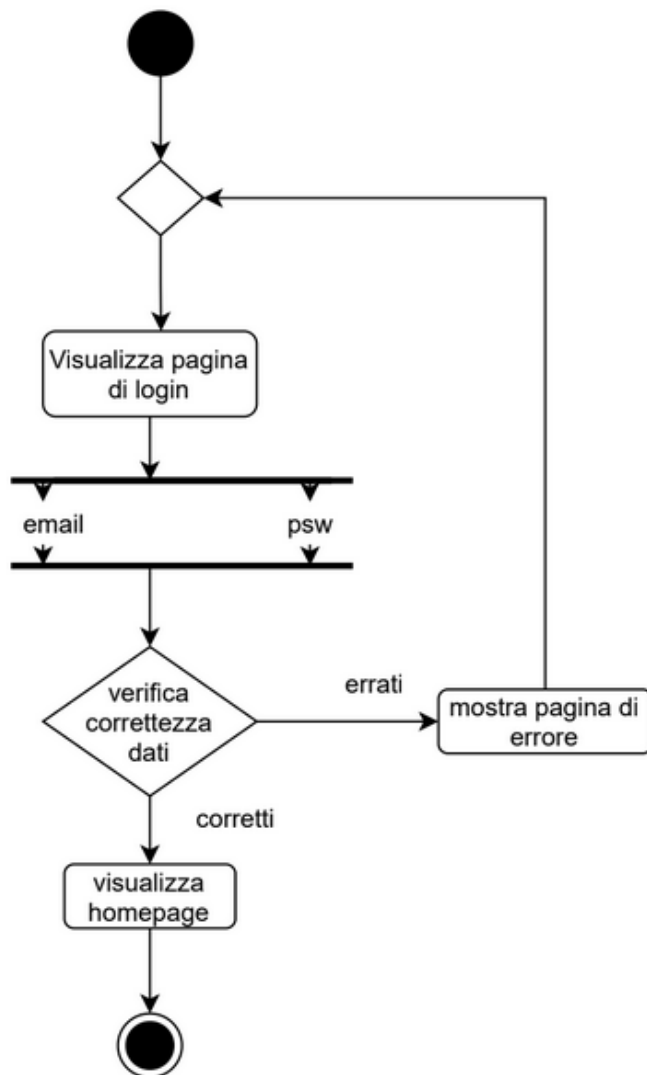 Visualizza pagina
di login
email
psw
verifica
correttezza
dati
errati
mostra pagina di
errore
corretti
visualizza
homepage